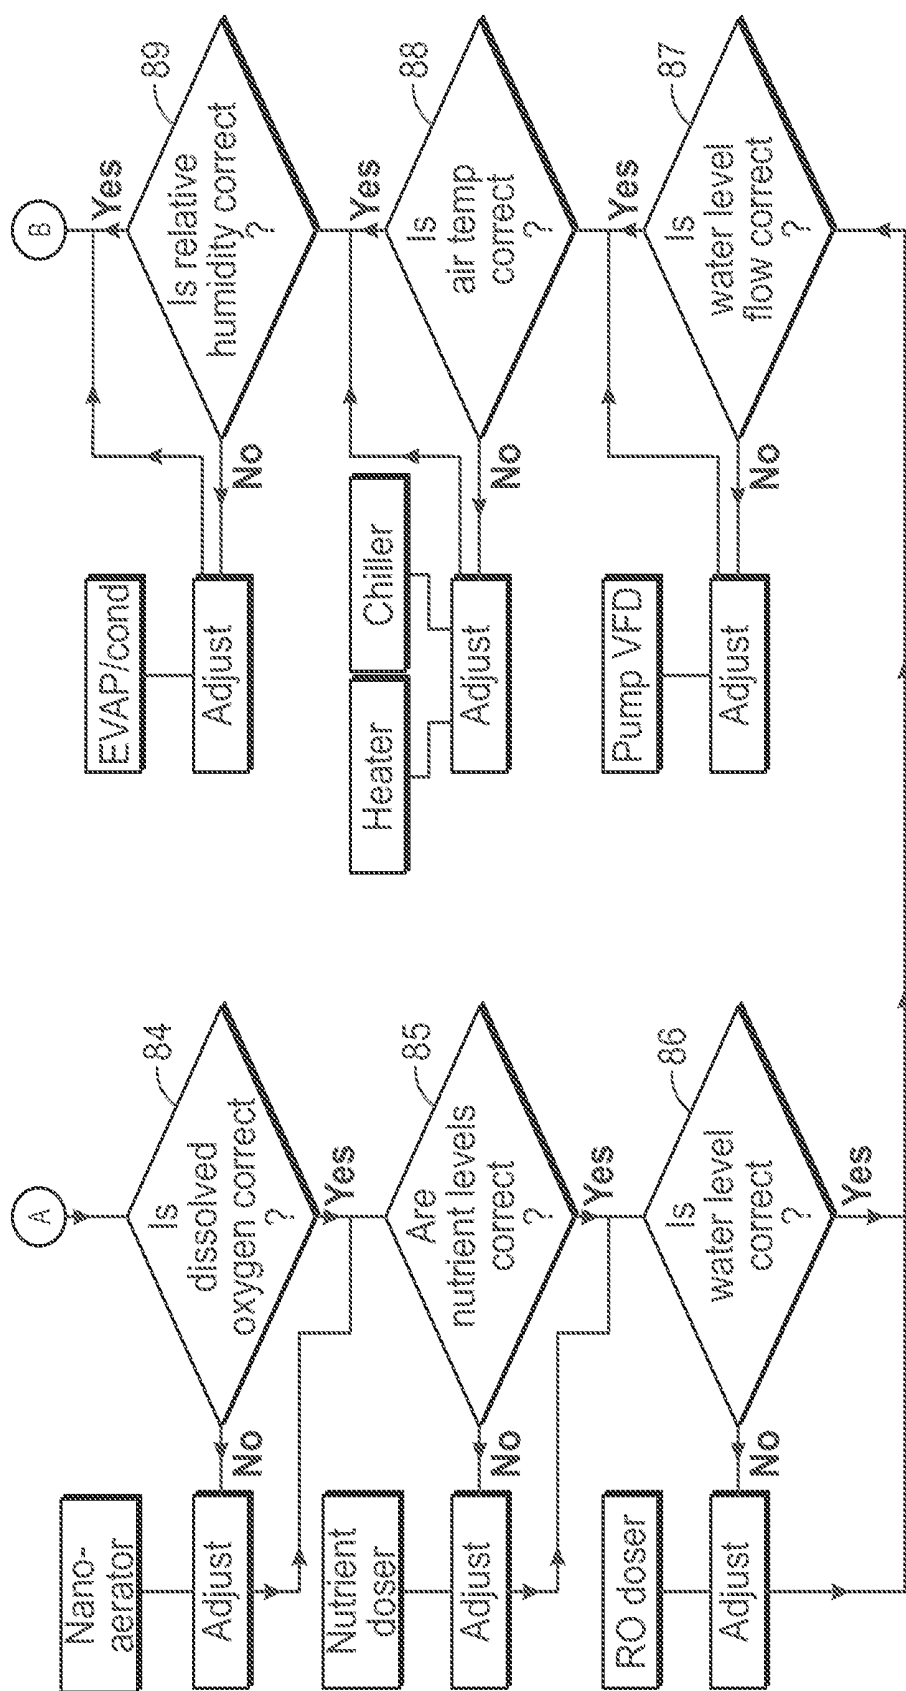 A
Is
dissolved
oxygen correct
?
84
Yes
No
Nano-
aerator
Adjust
Are
nutrient levels
correct
?
85
Yes
No
Nutrient
doser
Adjust
Is
water level
correct
?
86
Yes
No
RO doser
Adjust
Is
water level
flow correct
?
87
Yes
No
Pump VFD
Adjust
Is
air temp
correct
?
88
Yes
No
Heater
Chiller
Adjust
Is relative
humidity correct
?
89
Yes
No
EVAP/cond
Adjust
B